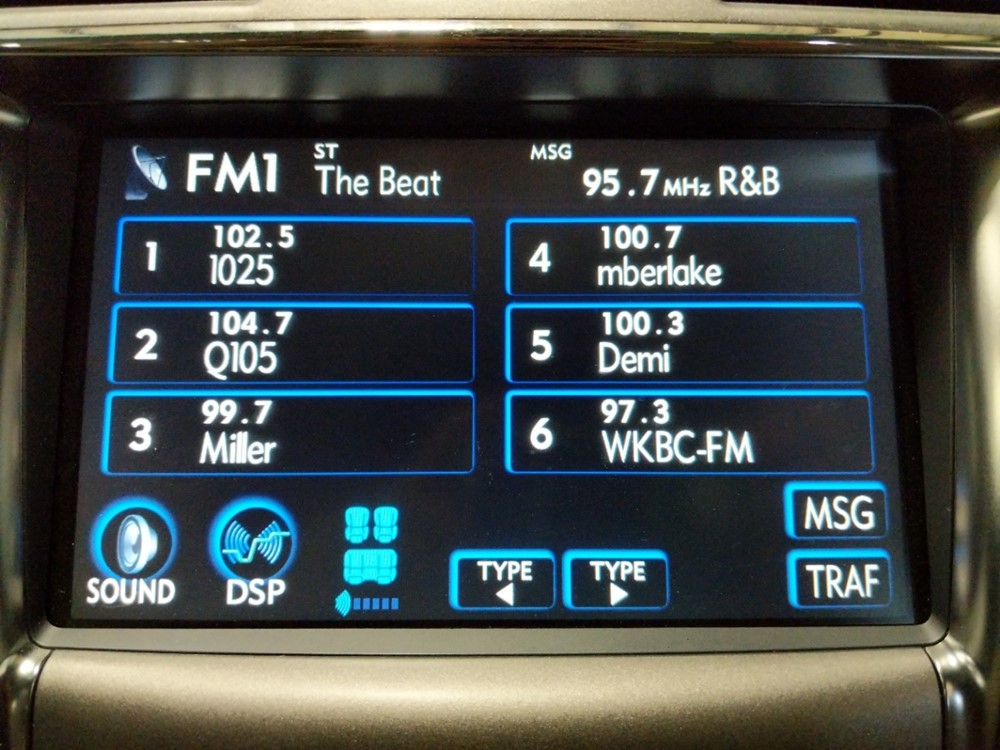 FM1 ST The Beat MSG 95.7 MHz R&B
1 102.5 1025
2 104.7 Q105
3 99.7 Miller
4 100.7 mberlake
5 100.3 Demi
6 97.3 WKBC-FM
SOUND
DSP
TYPE
TYPE
MSG
TRAF